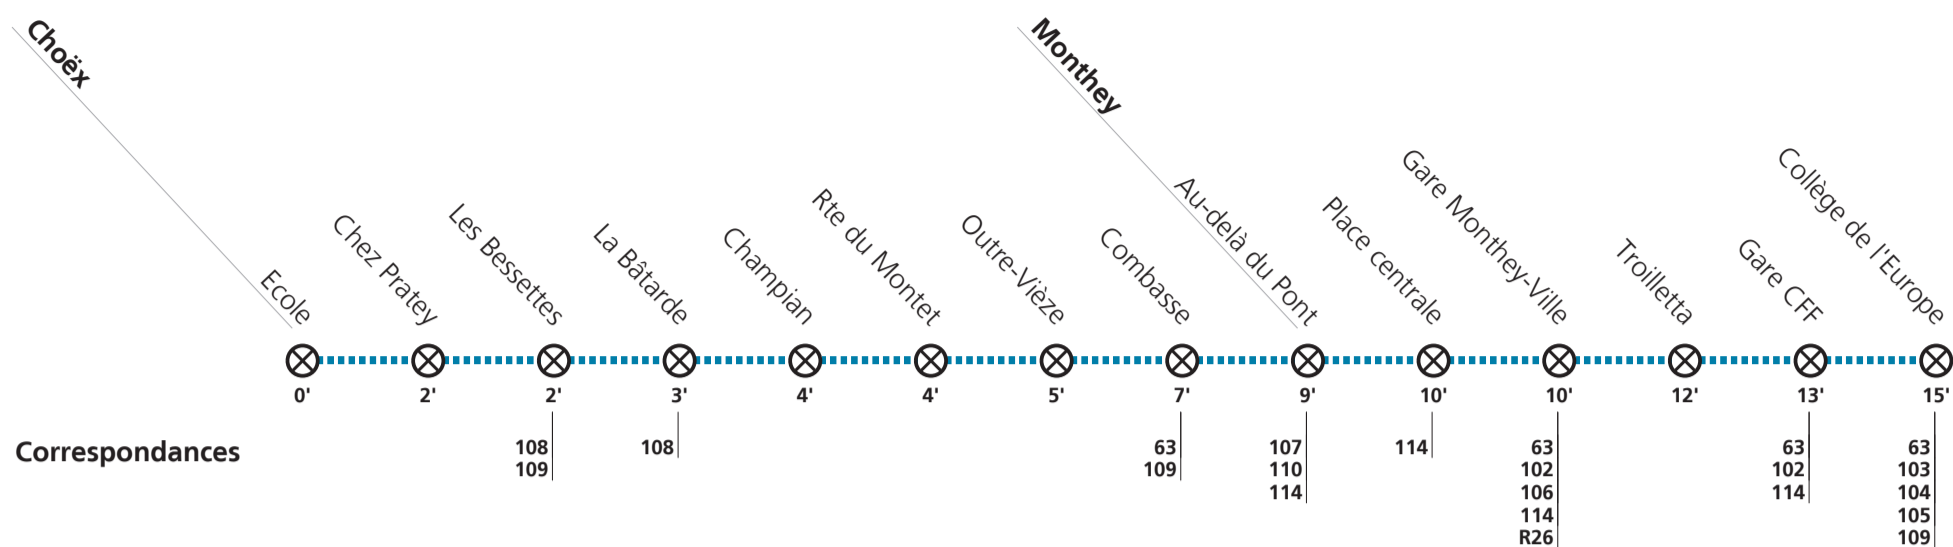 Choëx
Ecole
Chez Pratey
Les Bessettes
La Bâtarde
Champian
Rte du Montet
Outre-Vièze
Combasse
Monthey
Au-delà du Pont
Place centrale
Gare Monthey-Ville
Troilletta
Gare CFF
Collège de l'Europe
0' 2' 2' 3' 4' 4' 5' 7' 9' 10' 10' 12' 13' 15'
Correspondances
108 108 63 107 114 63 63 63
109 109 110 102 102 103
114 106 114 104
114 105
R26 109